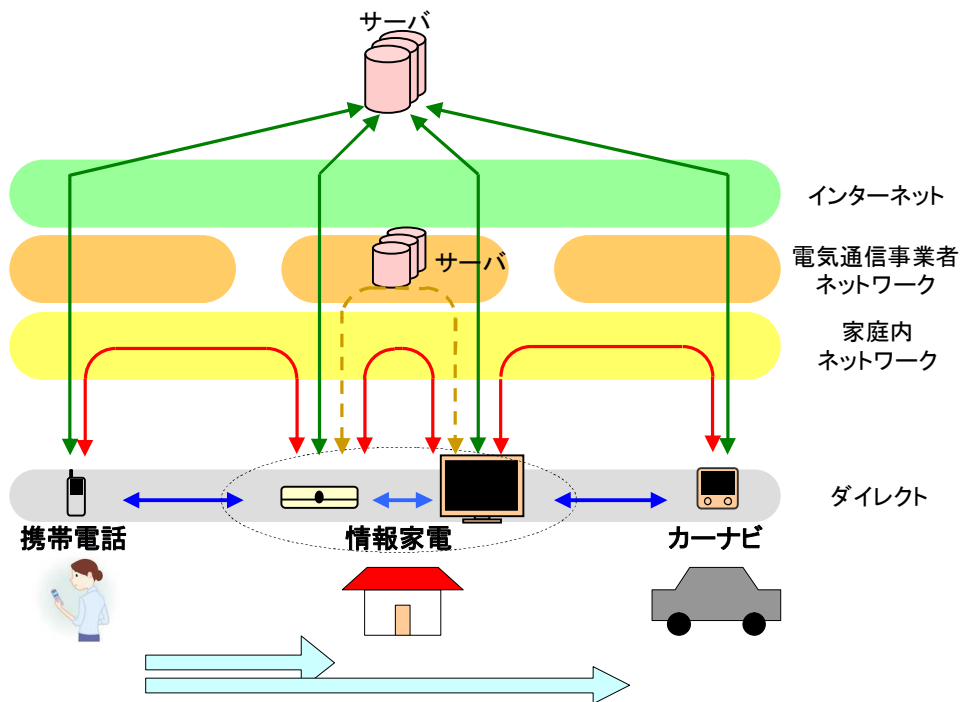 サーバ
インターネット
電気通信事業者
ネットワーク
サーバ
家庭内
ネットワーク
ダイレクト
携帯電話
情報家電
カーナビ